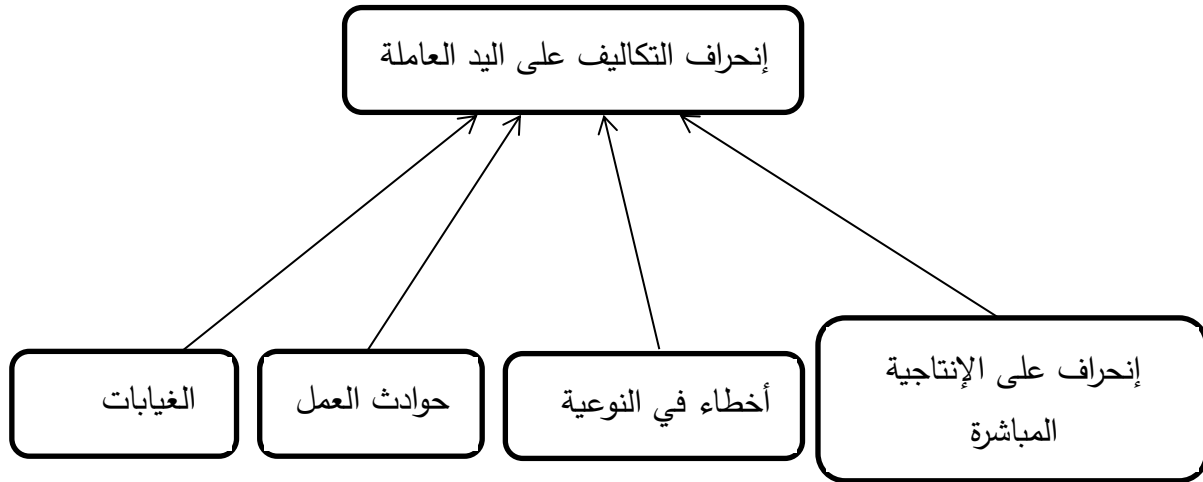 إنحراف التكاليف على اليد العاملة
إنحراف على الإنتاجية
المباشرة
أخطاء في النوعية
حوادث العمل
الغيابات